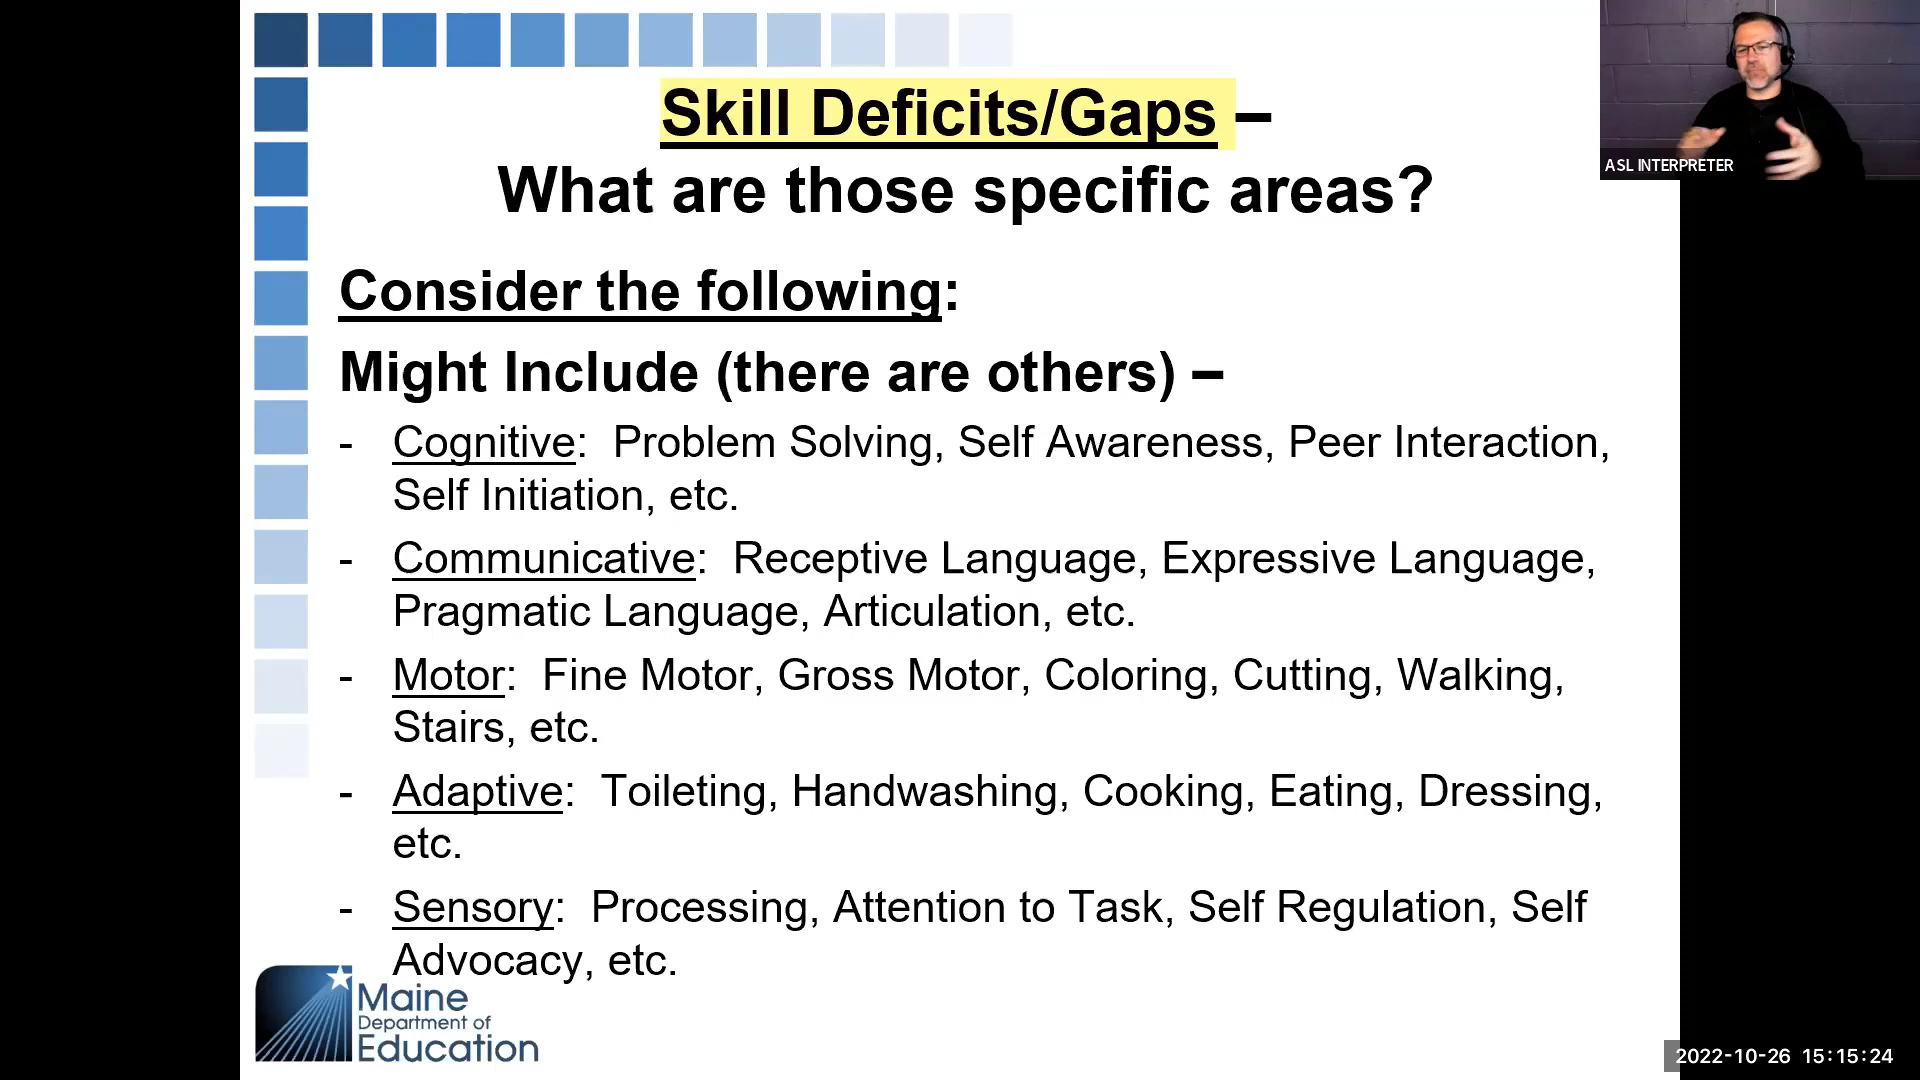 Skill Deficits/Gaps –
What are those specific areas?
ASL INTERPRETER
Consider the following:
Might Include (there are others) –
- Cognitive: Problem Solving, Self Awareness, Peer Interaction,
Self Initiation, etc.
- Communicative: Receptive Language, Expressive Language,
Pragmatic Language, Articulation, etc.
- Motor: Fine Motor, Gross Motor, Coloring, Cutting, Walking,
Stairs, etc.
- Adaptive: Toileting, Handwashing, Cooking, Eating, Dressing,
etc.
- Sensory: Processing, Attention to Task, Self Regulation, Self
Advocacy, etc.
Maine
Department of
Education
2022-10-26 15:15:24